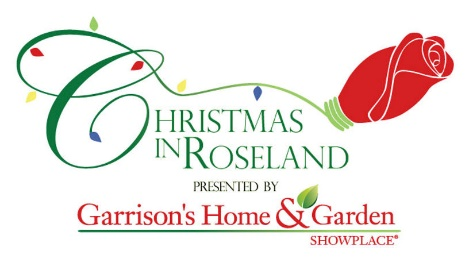 CHRISTMAS
IN ROSELAND
PRESENTED BY
Garrison's Home & Garden
SHOWPLACE®